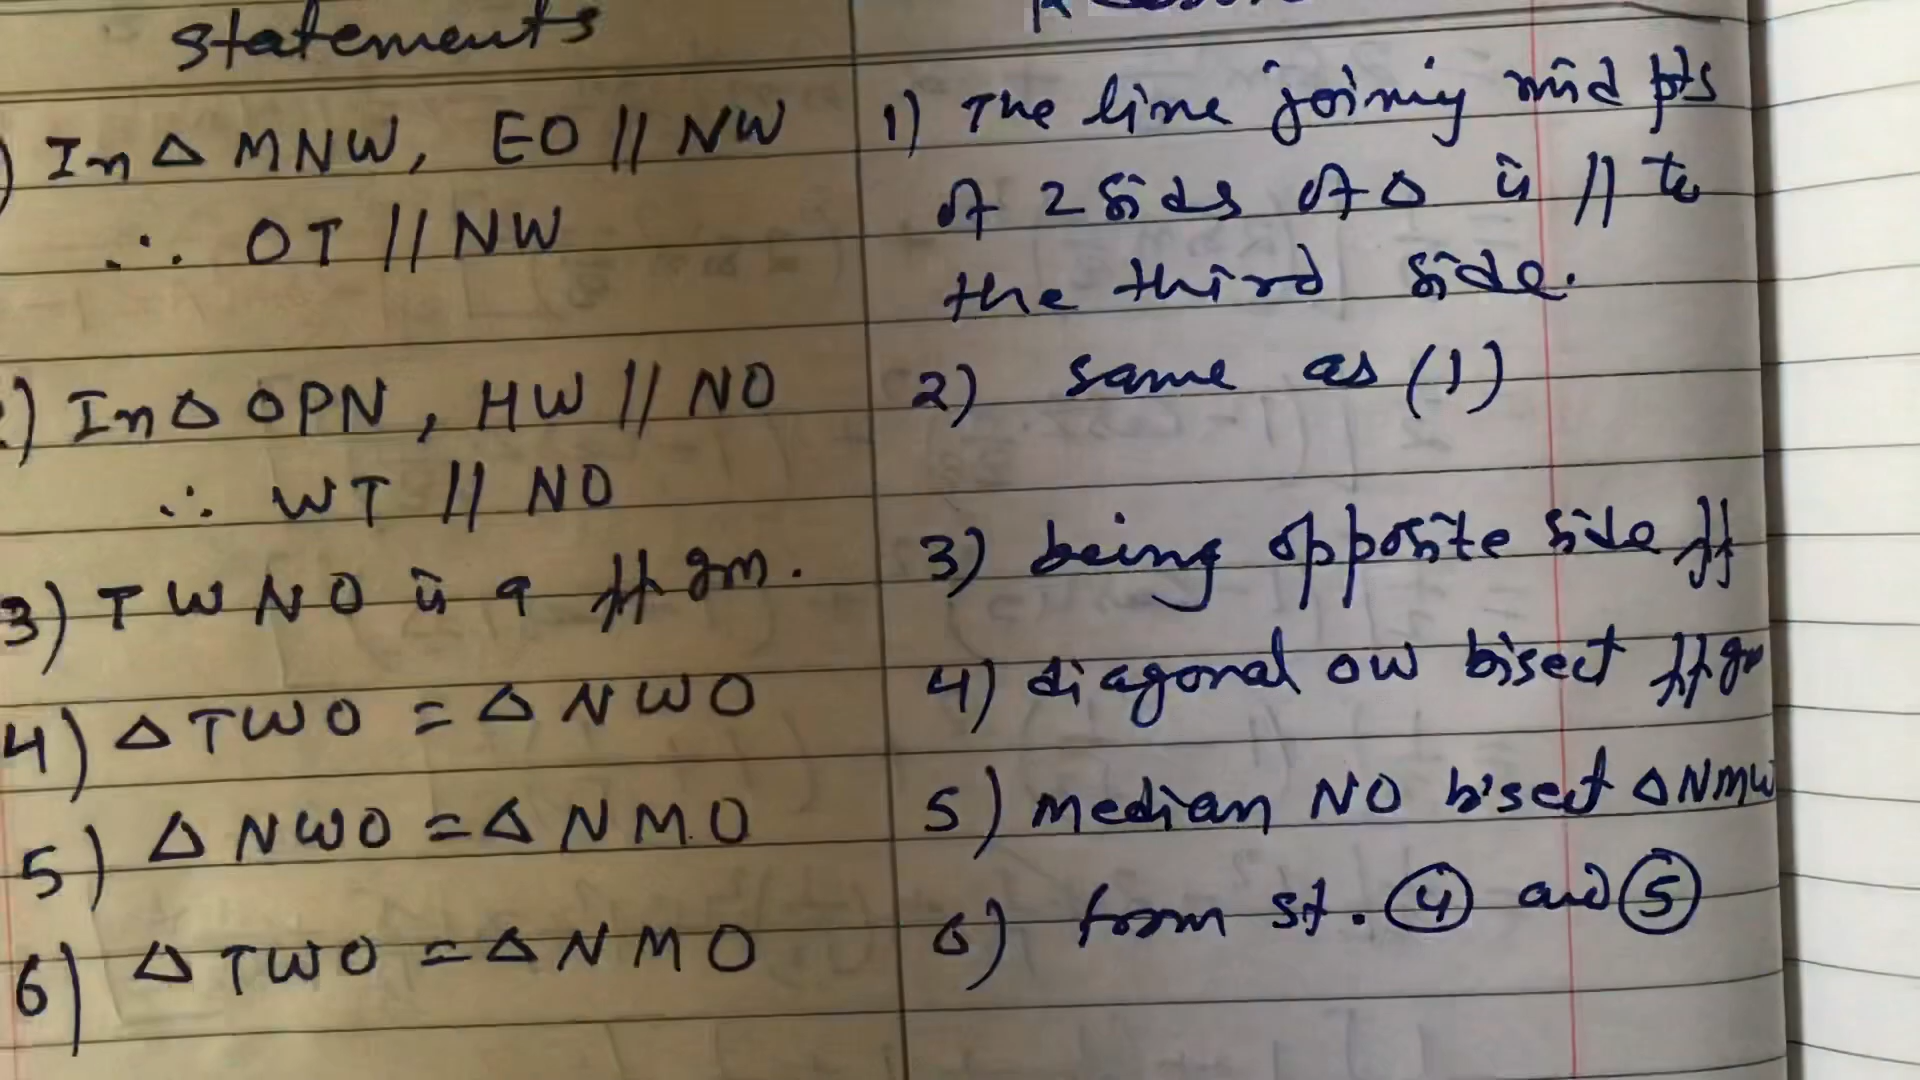 statements
In △ MNW, EO // NW
∴ OT // NW
1) The line joining mid pts
of 2 sides of △ is // to
the third side.
) In △ OPN, HW // NO
∴ WT // NO
2) same as (1)
3) TWNO is a //gm.
3) being opposite side //
4) △ TWO = △ NWO
4) diagonal OW bisect //gm
5) △ NWO = △ NMO
5) median NO bisect △NMW
6) △ TWO = △ NMO
6) from st. ④ and ⑤